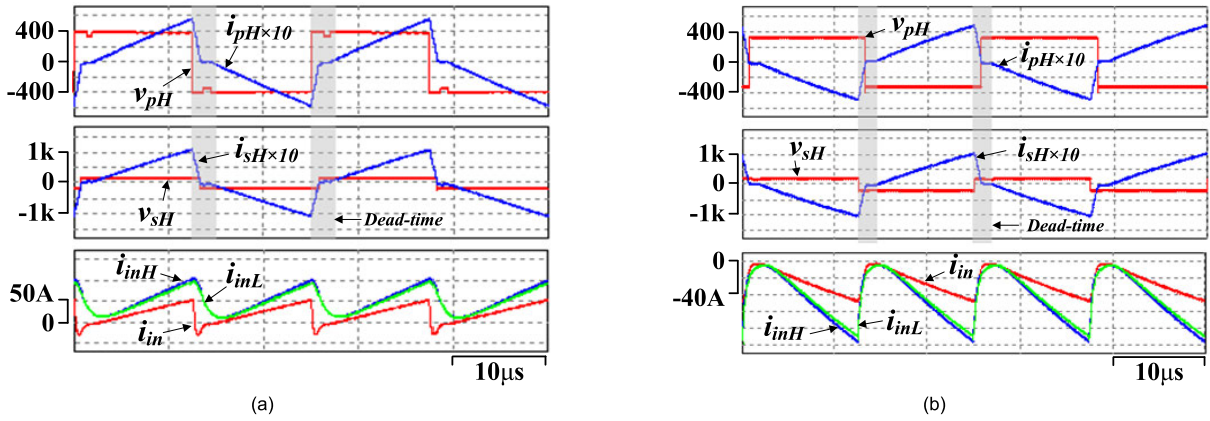 400
0
-400
v_pH
i_pH×10
1k
0
-1k
v_sH
i_sH×10
Dead-time
50A
0
i_inH
i_inL
i_in
10μs
(a)
400
0
-400
v_pH
i_pH×10
1k
0
-1k
v_sH
i_sH×10
Dead-time
0
-40A
i_in
i_inH
i_inL
10μs
(b)